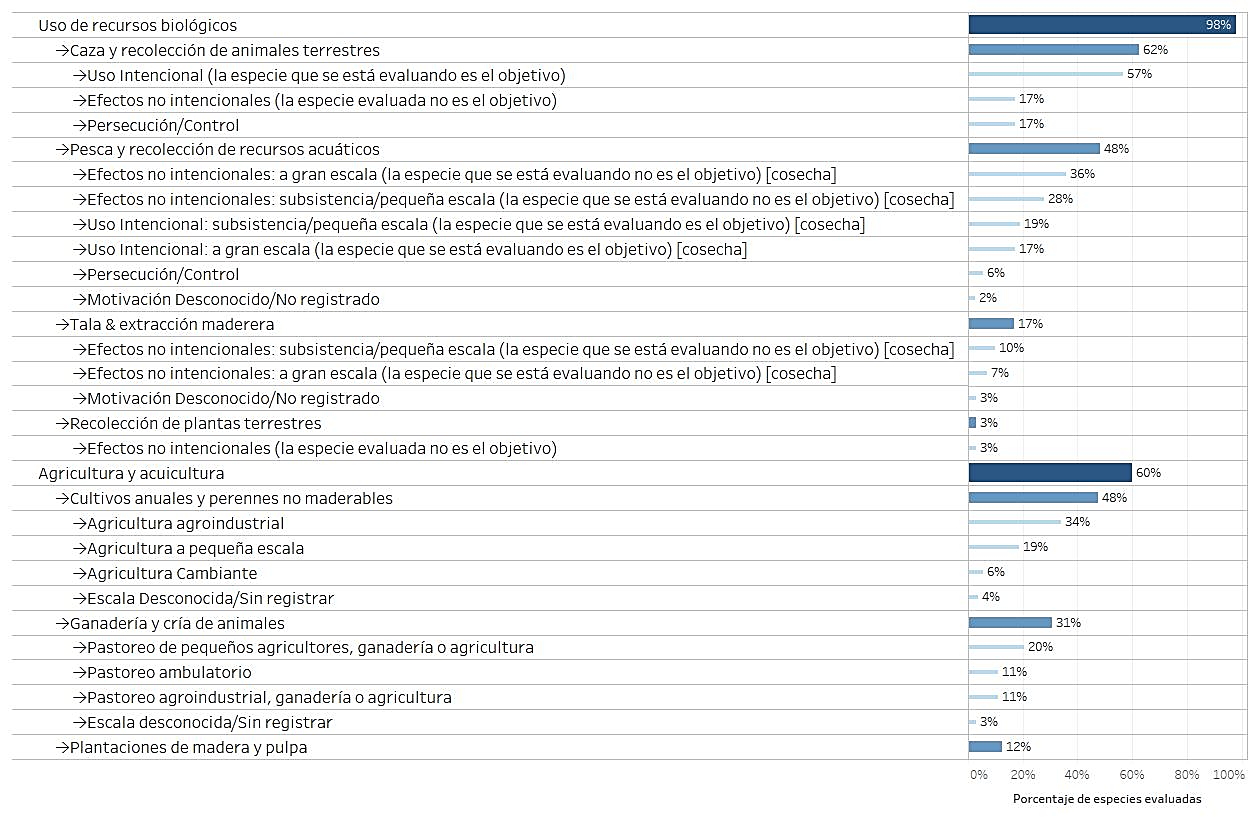 Uso de recursos biológicos 98%
→Caza y recolección de animales terrestres 62%
→Uso Intencional (la especie que se está evaluando es el objetivo) 57%
→Efectos no intencionales (la especie evaluada no es el objetivo) 17%
→Persecución/Control 17%
→Pesca y recolección de recursos acuáticos 48%
→Efectos no intencionales: a gran escala (la especie que se está evaluando no es el objetivo) [cosecha] 36%
→Efectos no intencionales: subsistencia/pequeña escala (la especie que se está evaluando no es el objetivo) [cosecha] 28%
→Uso Intencional: subsistencia/pequeña escala (la especie que se está evaluando es el objetivo) [cosecha] 19%
→Uso Intencional: a gran escala (la especie que se está evaluando es el objetivo) [cosecha] 17%
→Persecución/Control 6%
→Motivación Desconocido/No registrado 2%
→Tala & extracción maderera 17%
→Efectos no intencionales: subsistencia/pequeña escala (la especie que se está evaluando no es el objetivo) [cosecha] 10%
→Efectos no intencionales: a gran escala (la especie que se está evaluando no es el objetivo) [cosecha] 7%
→Motivación Desconocido/No registrado 3%
→Recolección de plantas terrestres 3%
→Efectos no intencionales (la especie evaluada no es el objetivo) 3%
Agricultura y acuicultura 60%
→Cultivos anuales y perennes no maderables 48%
→Agricultura agroindustrial 34%
→Agricultura a pequeña escala 19%
→Agricultura Cambiante 6%
→Escala Desconocida/Sin registrar 4%
→Ganadería y cría de animales 31%
→Pastoreo de pequeños agricultores, ganadería o agricultura 20%
→Pastoreo ambulatorio 11%
→Pastoreo agroindustrial, ganadería o agricultura 11%
→Escala desconocida/Sin registrar 3%
→Plantaciones de madera y pulpa 12%
0% 20% 40% 60% 80% 100%
Porcentaje de especies evaluadas